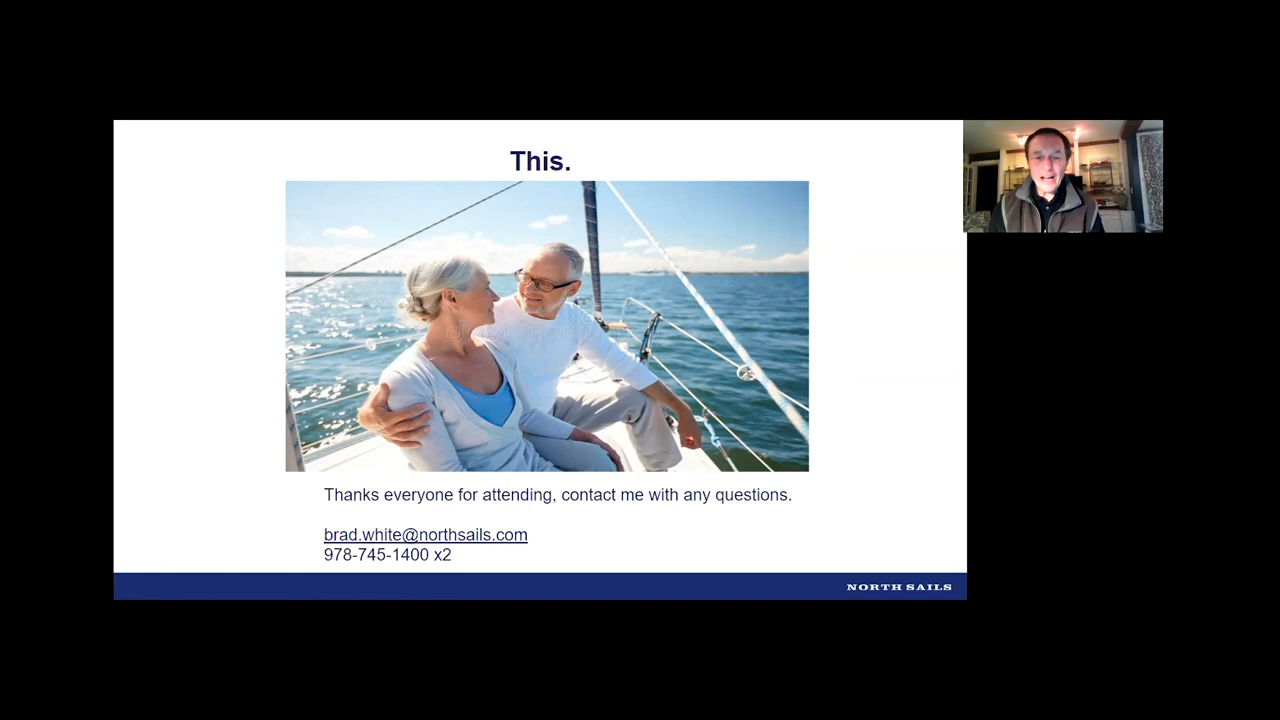 This.
Thanks everyone for attending, contact me with any questions.
brad.white@northsails.com
978-745-1400 x2
NORTH SAILS